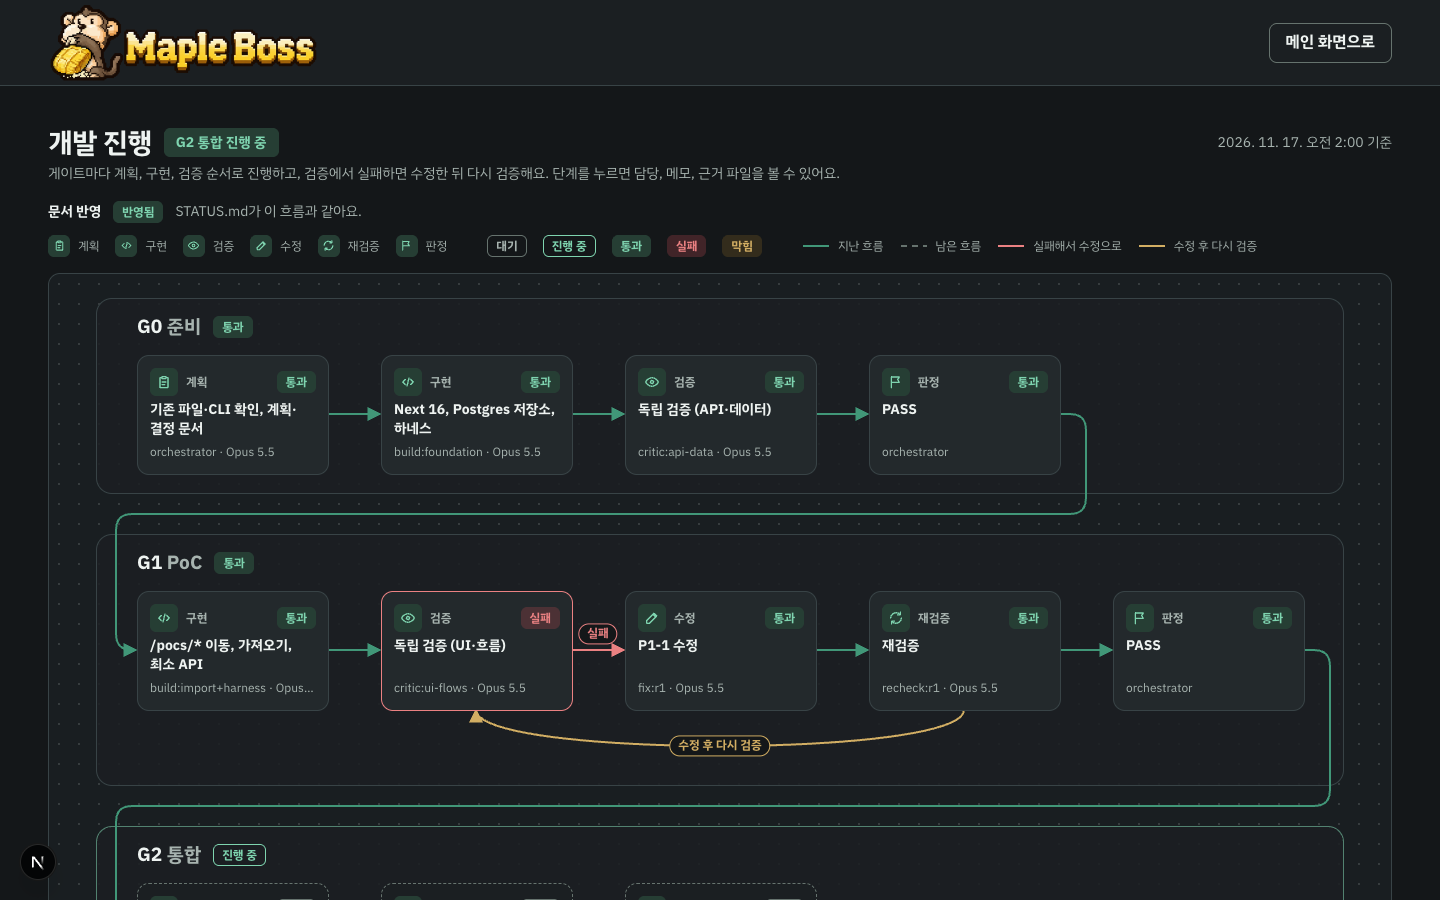 Maple Boss
메인 화면으로
개발 진행
G2 통합 진행 중
2026. 11. 17. 오전 2:00 기준
게이트마다 계획, 구현, 검증 순서로 진행하고, 검증에서 실패하면 수정한 뒤 다시 검증해요. 단계를 누르면 담당, 메모, 근거 파일을 볼 수 있어요.
문서 반영 반영됨 STATUS.md가 이 흐름과 같아요.
계획 구현 검증 수정 재검증 판정 대기 진행 중 통과 실패 막힘 지난 흐름 남은 흐름 실패해서 수정으로 수정 후 다시 검증
G0 준비 통과
계획 통과
기존 파일·CLI 확인, 계획·
결정 문서
orchestrator · Opus 5.5
구현 통과
Next 16, Postgres 저장소,
하네스
build:foundation · Opus 5.5
검증 통과
독립 검증 (API·데이터)
critic:api-data · Opus 5.5
판정 통과
PASS
orchestrator
G1 PoC 통과
구현 통과
/pocs/* 이동, 가져오기,
최소 API
build:import+harness · Opus...
검증 실패
독립 검증 (UI·흐름)
critic:ui-flows · Opus 5.5
실패
수정 통과
P1-1 수정
fix:r1 · Opus 5.5
재검증 통과
재검증
recheck:r1 · Opus 5.5
판정 통과
PASS
orchestrator
수정 후 다시 검증
G2 통합 진행 중
N